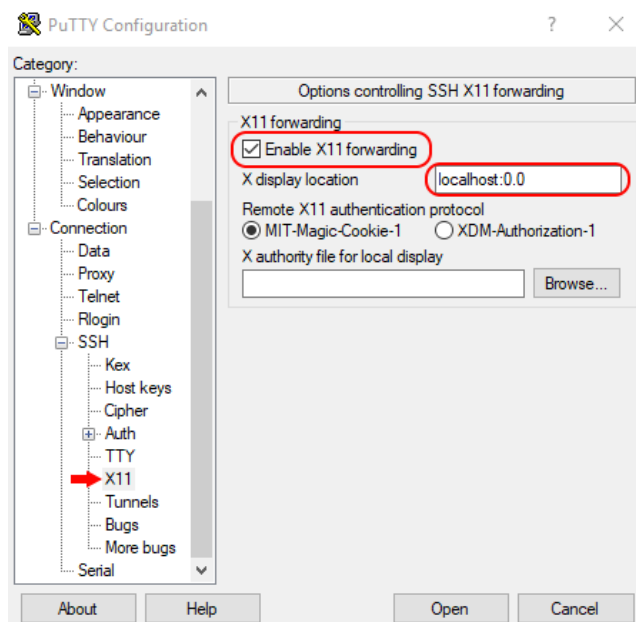 PuTTY Configuration
?
Category:
Window
Appearance
Behaviour
Translation
Selection
Colours
Connection
Data
Proxy
Telnet
Rlogin
SSH
Kex
Host keys
Cipher
Auth
TTY
X11
Tunnels
Bugs
More bugs
Serial
Options controlling SSH X11 forwarding
X11 forwarding
Enable X11 forwarding
X display location localhost:0.0
Remote X11 authentication protocol
MIT-Magic-Cookie-1 XDM-Authorization-1
X authority file for local display
Browse...
About Help Open Cancel